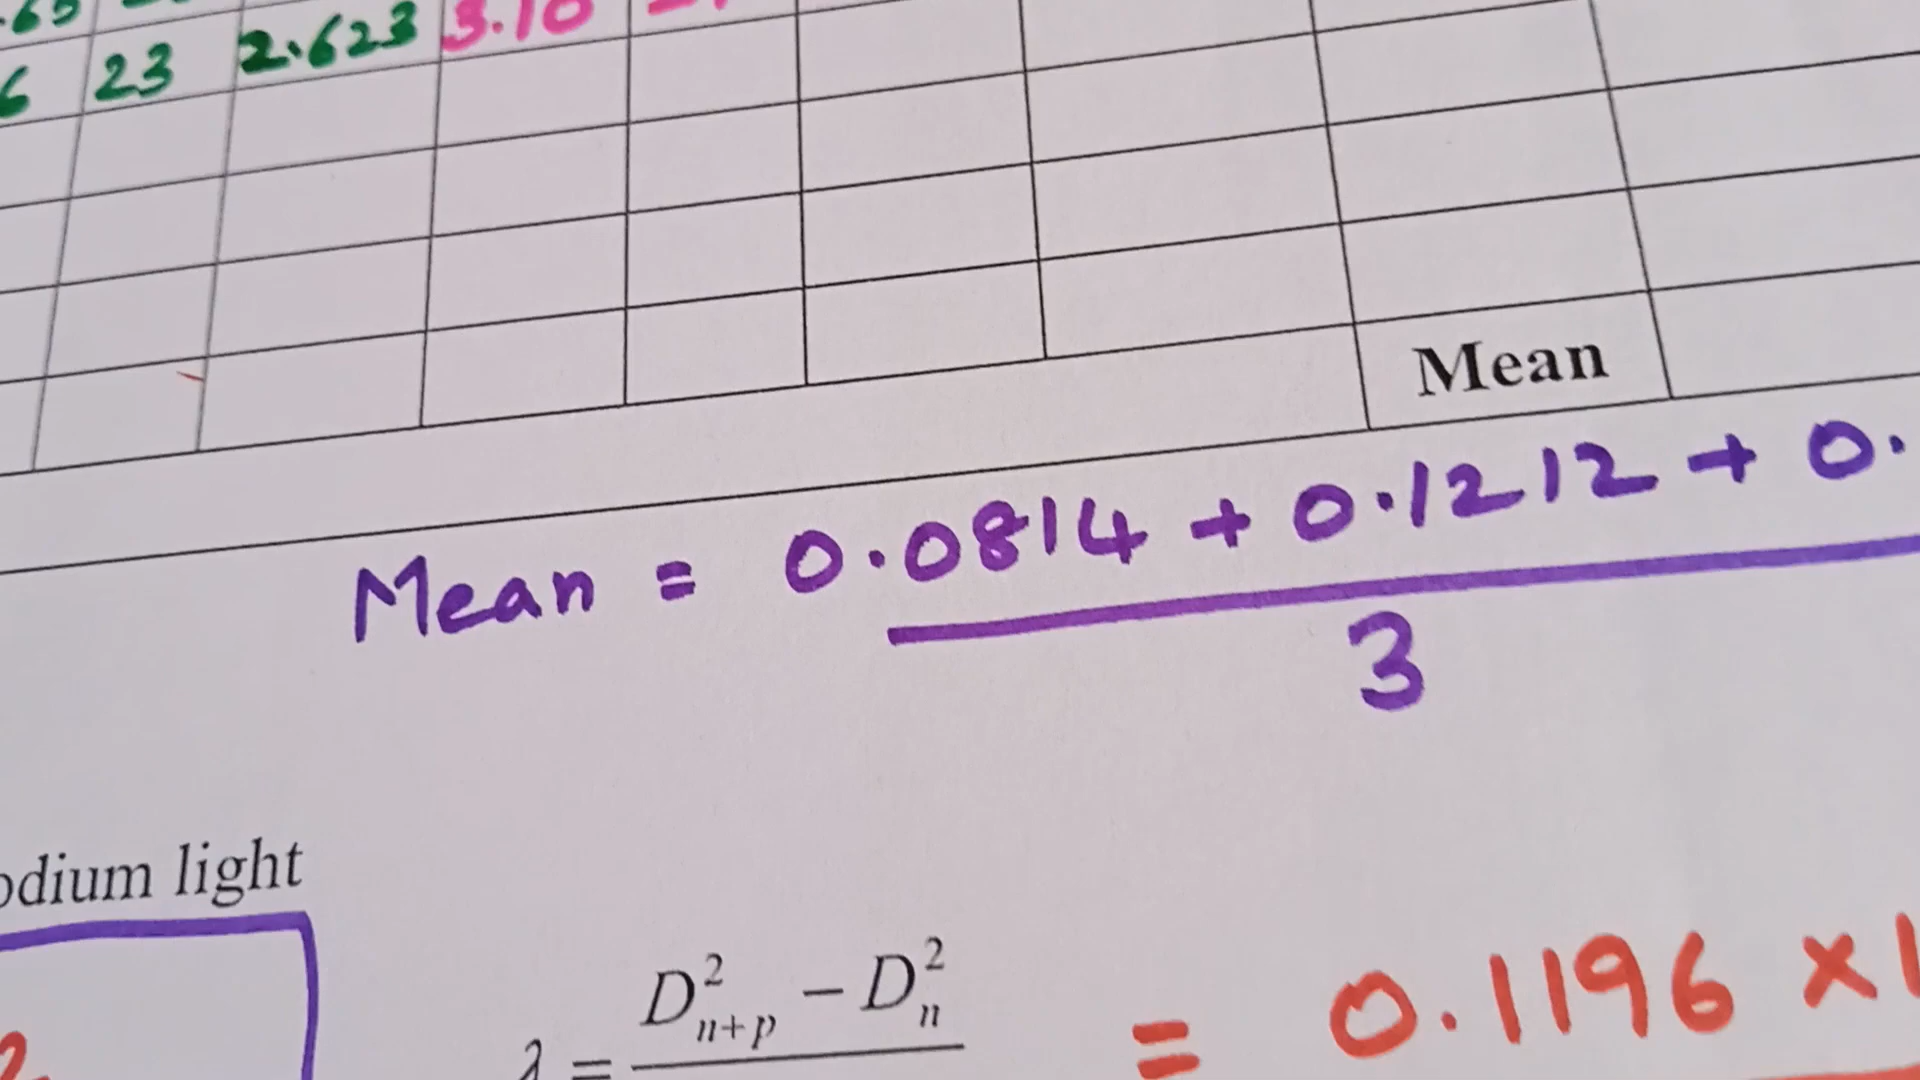 23 2.623 3.10
Mean
Mean = 0.0814 + 0.1212 + 0.
3
odium light
D²n+p − D²n
λ =
= 0.1196 ×1